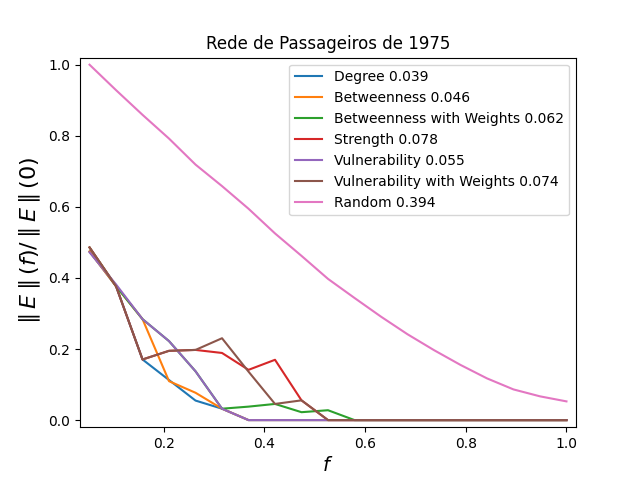 Rede de Passageiros de 1975
Degree 0.039
Betweenness 0.046
Betweenness with Weights 0.062
Strength 0.078
Vulnerability 0.055
Vulnerability with Weights 0.074
Random 0.394
‖ E ‖ (f)/ ‖ E ‖ (0)
1.0
0.8
0.6
0.4
0.2
0.0
0.2 0.4 0.6 0.8 1.0
f